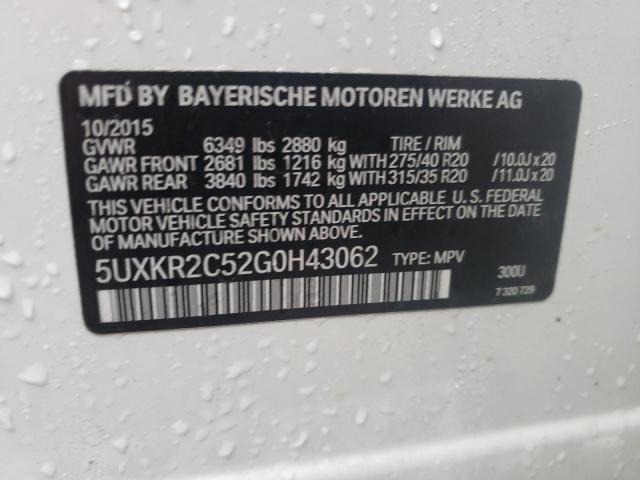 MFD BY BAYERISCHE MOTOREN WERKE AG
10/2015
GVWR 6349 lbs 2880 kg TIRE / RIM
GAWR FRONT 2681 lbs 1216 kg WITH 275/40 R20 /10.0J x 20
GAWR REAR 3840 lbs 1742 kg WITH 315/35 R20 /11.0J x 20
THIS VEHICLE CONFORMS TO ALL APPLICABLE U. S. FEDERAL
MOTOR VEHICLE SAFETY STANDARDS IN EFFECT ON THE
DATE OF MANUFACTURE SHOWN ABOVE.
5UXKR2C52G0H43062 TYPE: MPV 300U
7 320 729